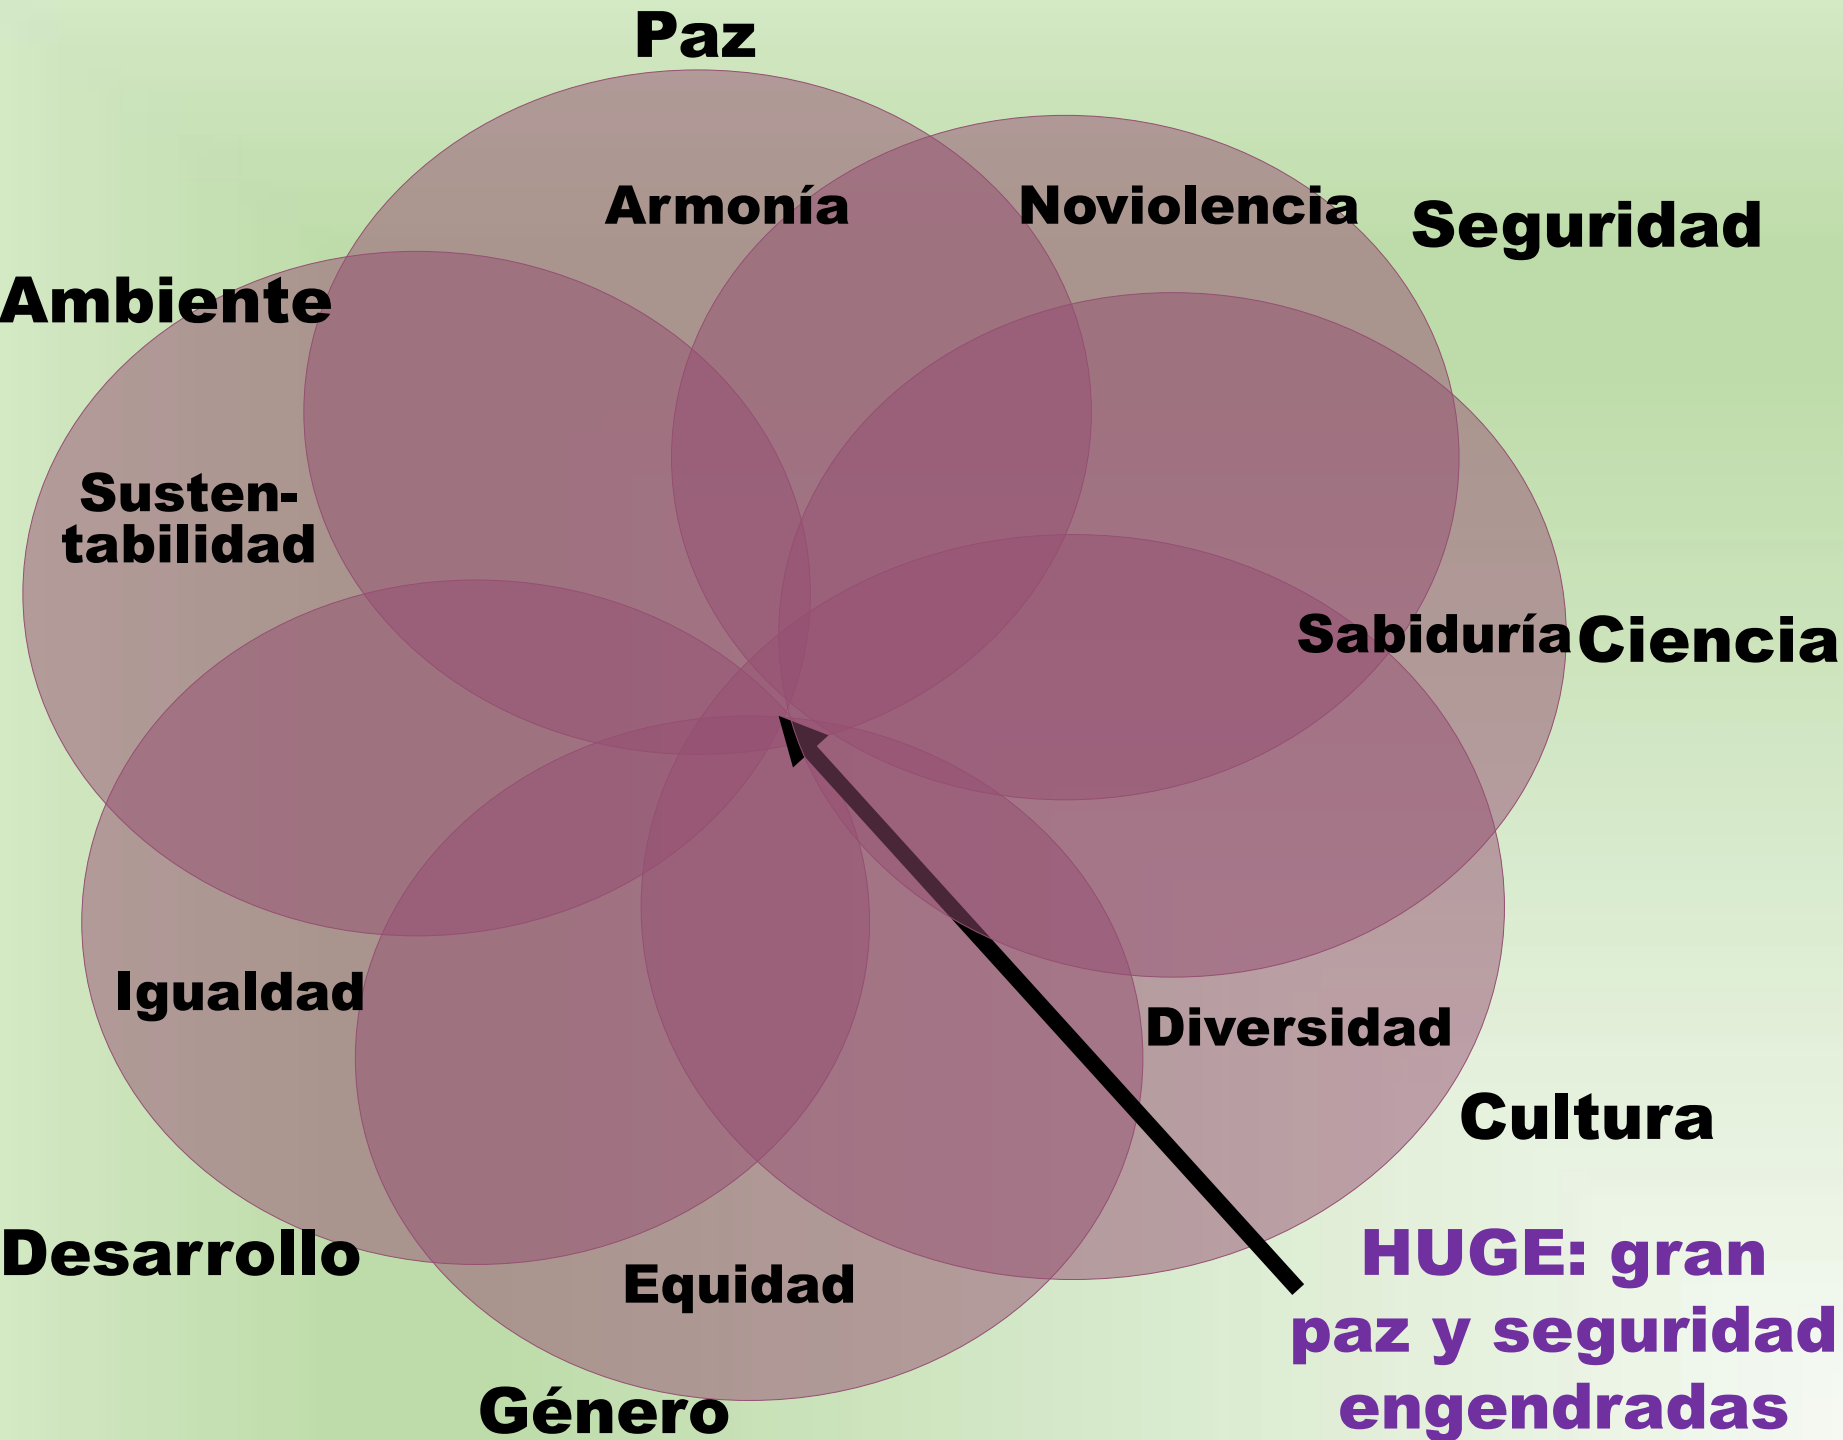 Paz
Armonía
Noviolencia
Seguridad
Ambiente
Susten-
tabilidad
Sabiduría
Ciencia
Igualdad
Diversidad
Cultura
Desarrollo
Equidad
Género
HUGE: gran
paz y seguridad
engendradas